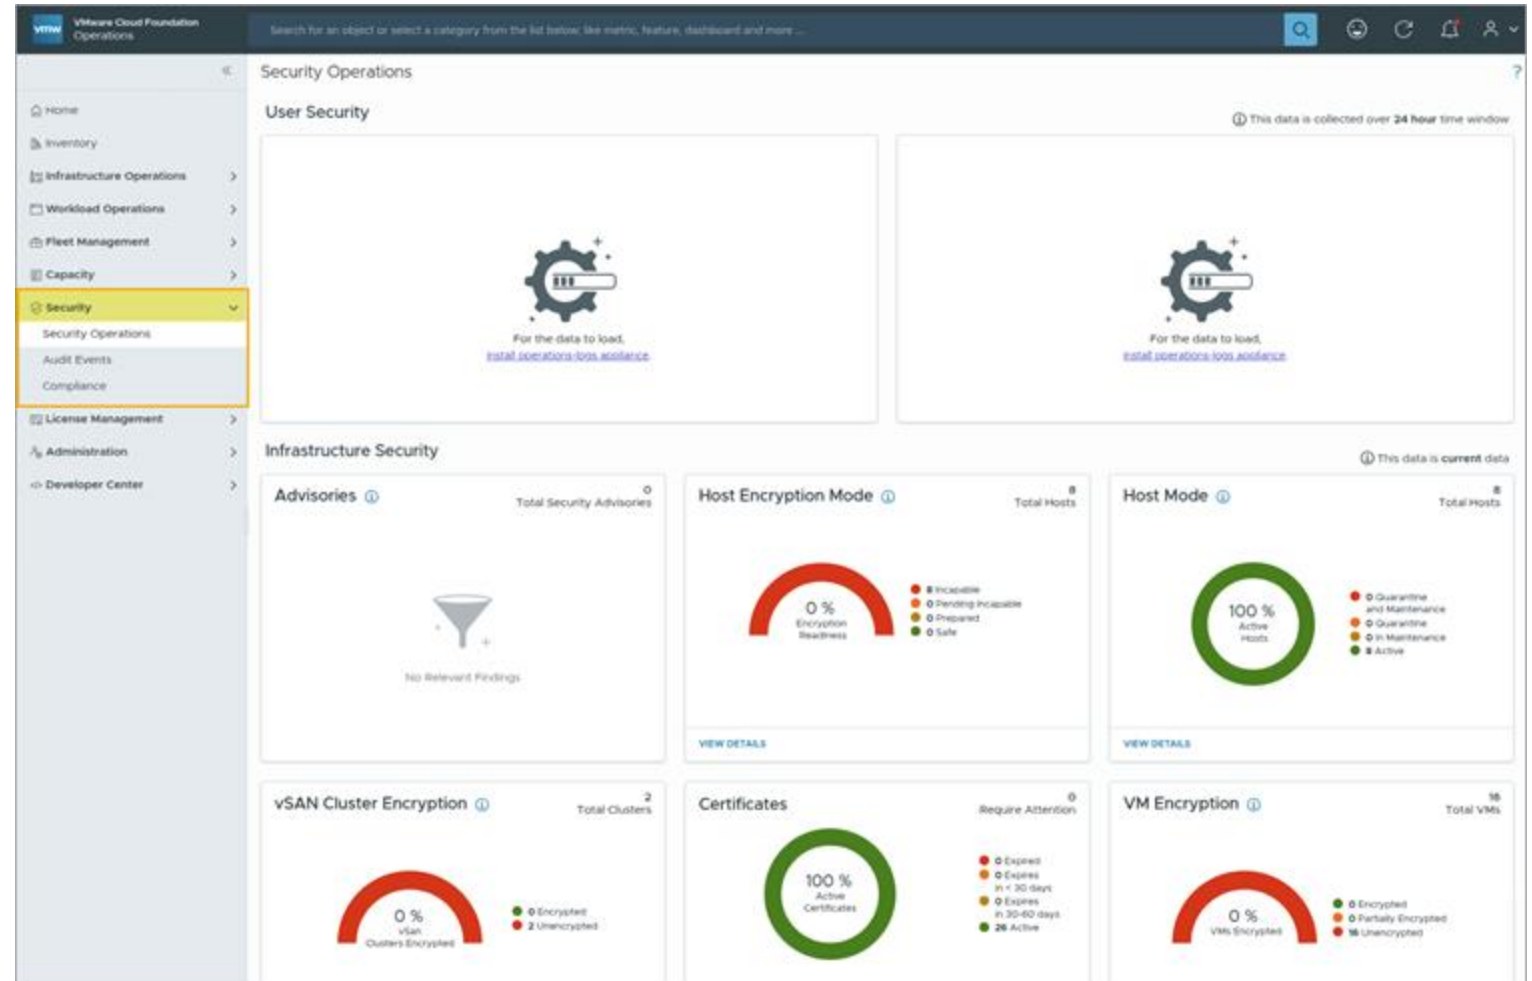 vmw
VMware Cloud Foundation
Operations
Search for an object or select a category from the list below; like metric, feature, dashboard and more ...
Security Operations
?
Home
Inventory
Infrastructure Operations
Workload Operations
Fleet Management
Capacity
Security
Security Operations
Audit Events
Compliance
License Management
Administration
Developer Center
User Security
This data is collected over 24 hour time window
For the data to load,
install operations-logs appliance.
For the data to load,
install operations-logs appliance.
Infrastructure Security
This data is current data
Advisories
0
Total Security Advisories
No Relevant Findings
Host Encryption Mode
8
Total Hosts
0 %
Encryption
Readiness
8 Incapable
0 Pending Incapable
0 Prepared
0 Safe
VIEW DETAILS
Host Mode
8
Total Hosts
100 %
Active
Hosts
0 Quarantine
and Maintenance
0 Quarantine
0 In Maintenance
8 Active
VIEW DETAILS
vSAN Cluster Encryption
2
Total Clusters
0 %
vSan
Clusters Encrypted
0 Encrypted
2 Unencrypted
Certificates
0
Require Attention
100 %
Active
Certificates
0 Expired
0 Expires
in < 30 days
0 Expires
in 30-60 days
26 Active
VM Encryption
16
Total VMs
0 %
VMs Encrypted
0 Encrypted
0 Partially Encrypted
16 Unencrypted